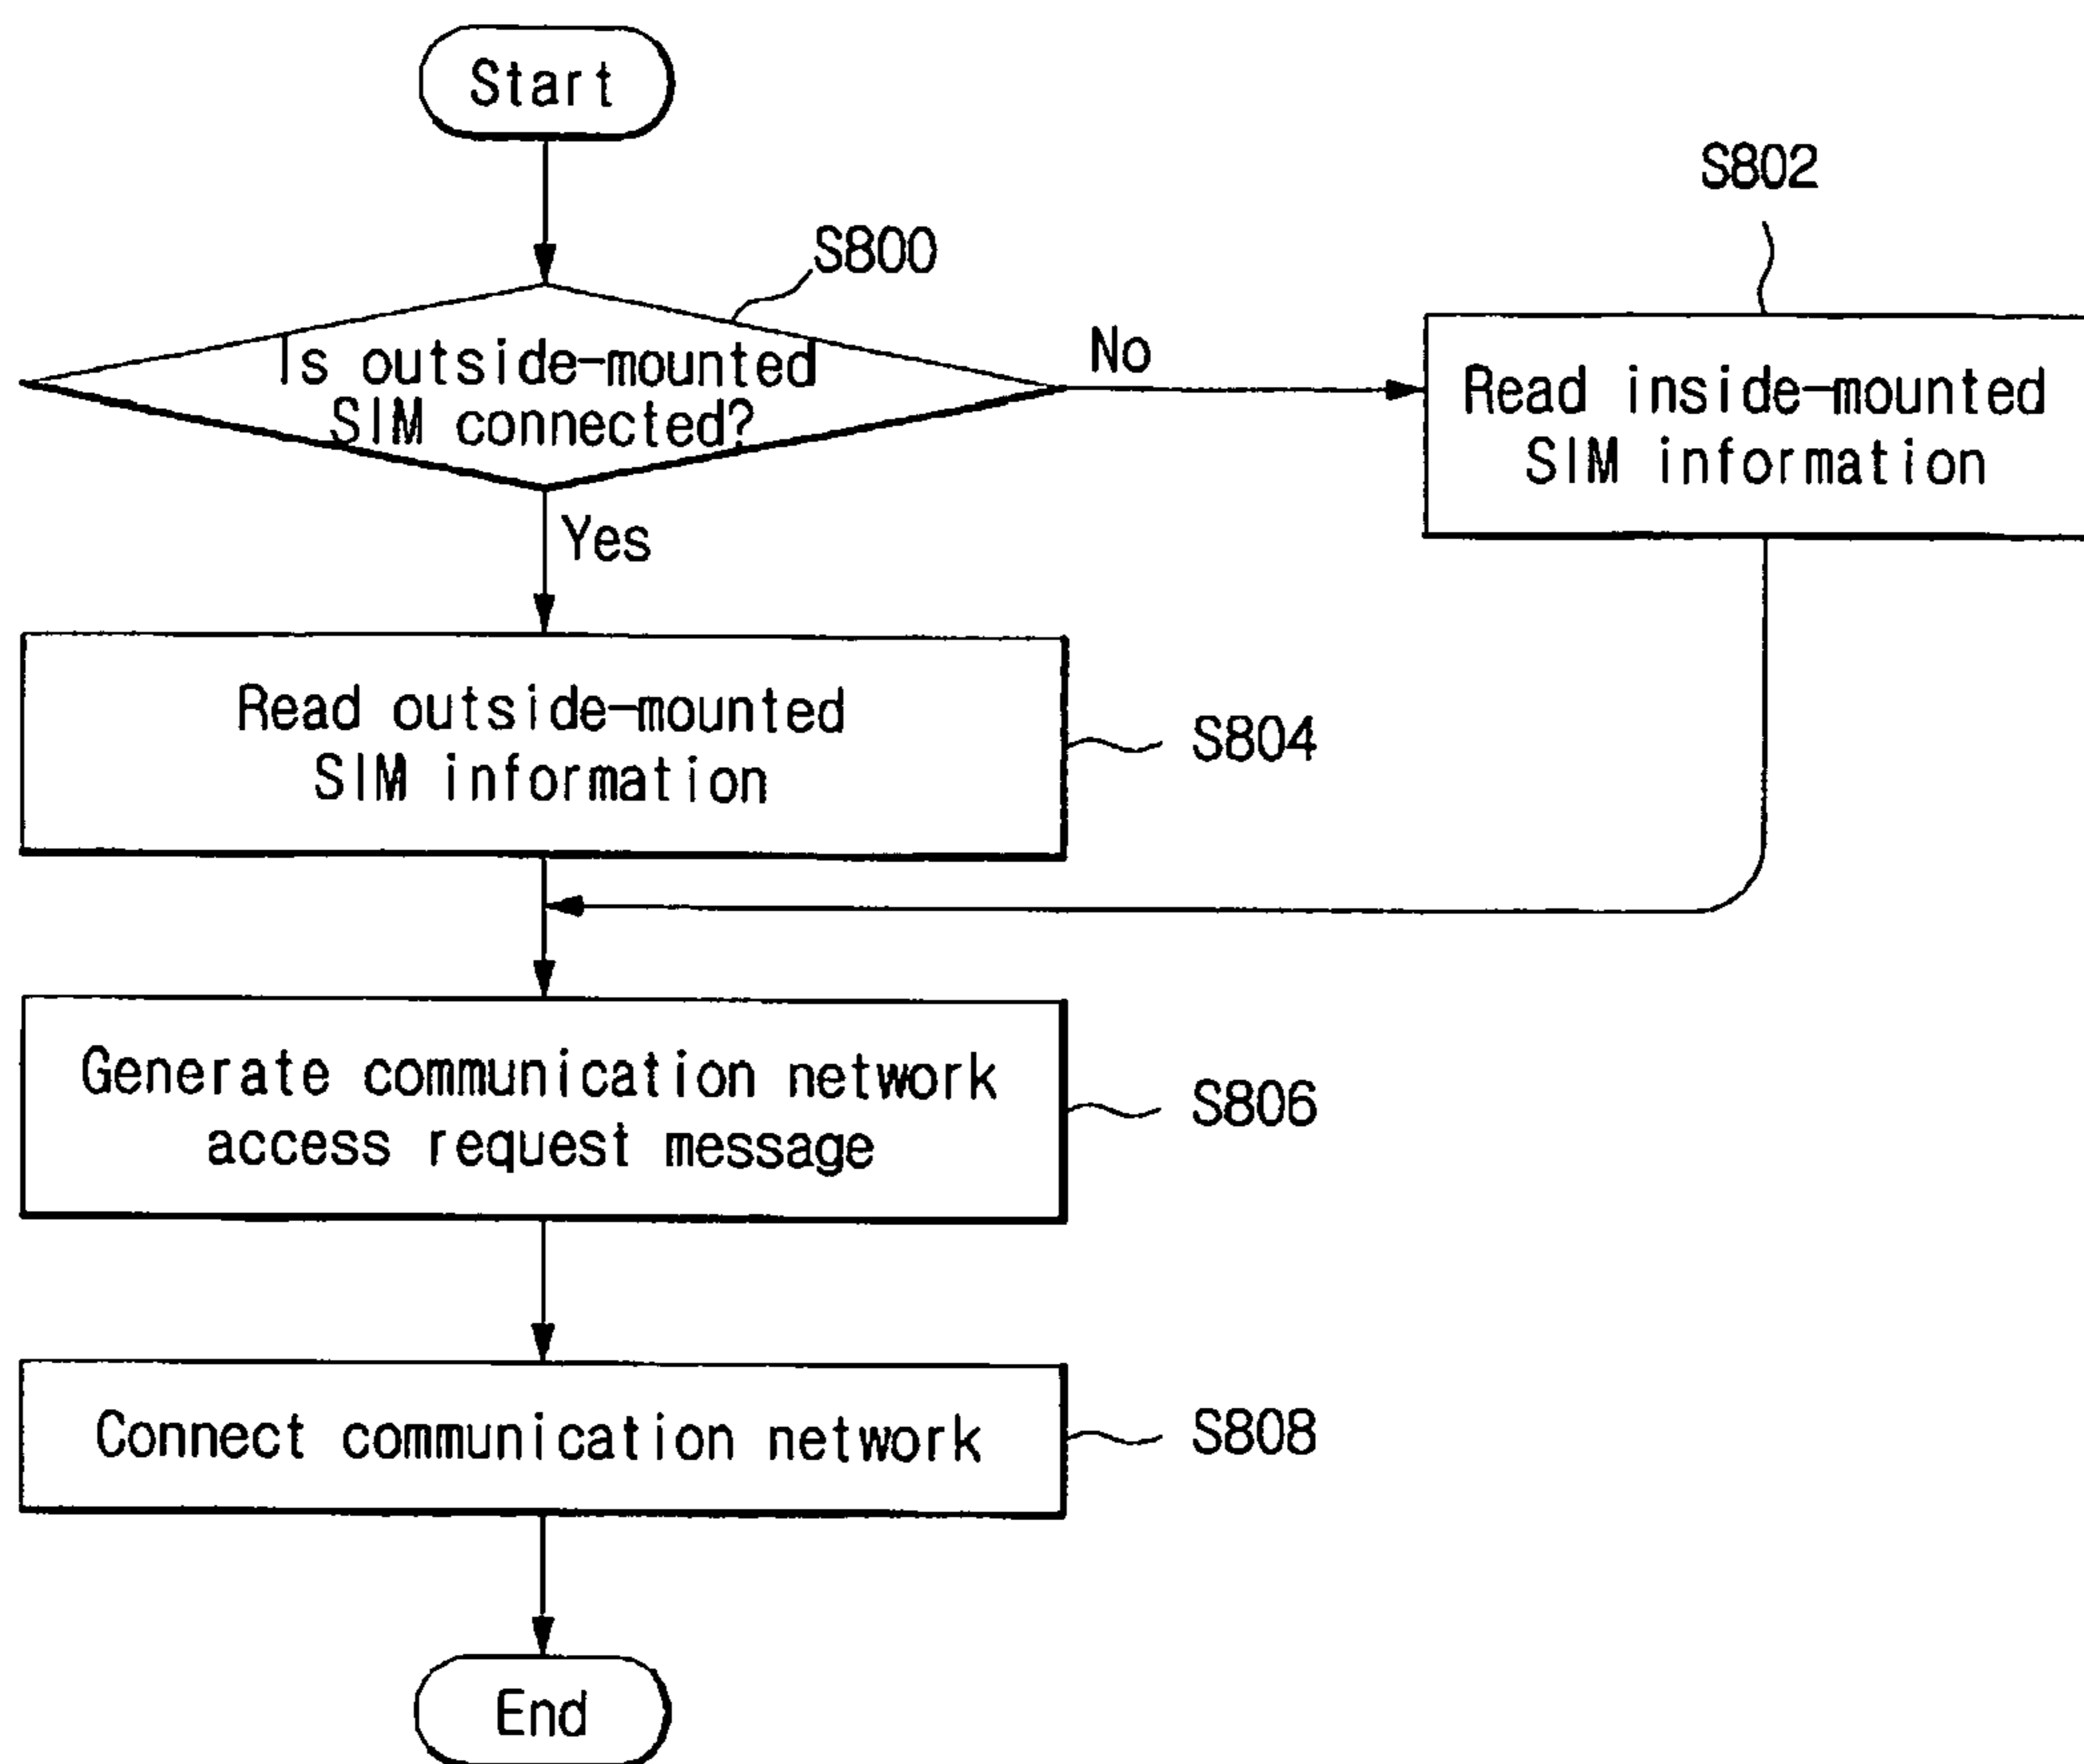 Start
S800
S802
Is outside-mounted
SIM connected?
No
Read inside-mounted
SIM information
Yes
Read outside-mounted
SIM information
S804
Generate communication network
access request message
S806
Connect communication network
S808
End